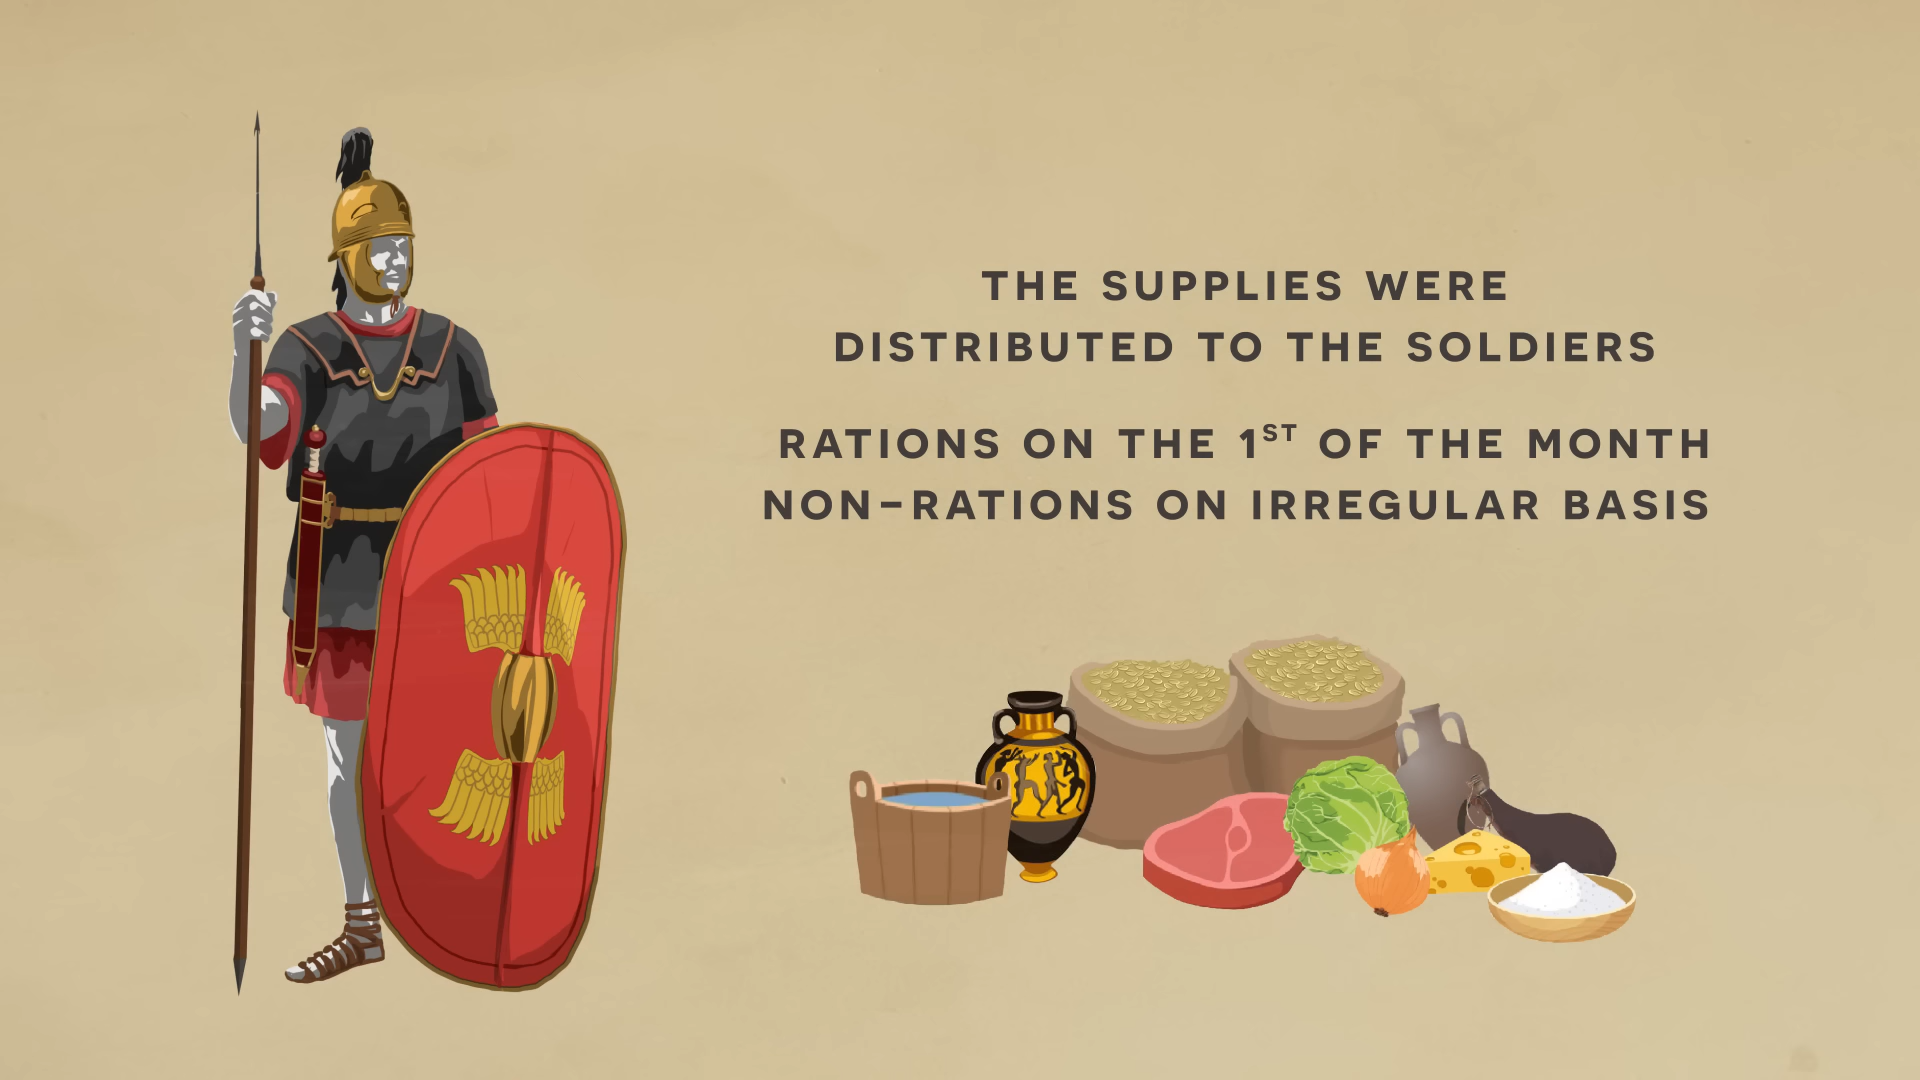 THE SUPPLIES WERE
DISTRIBUTED TO THE SOLDIERS
RATIONS ON THE 1ST OF THE MONTH
NON-RATIONS ON IRREGULAR BASIS